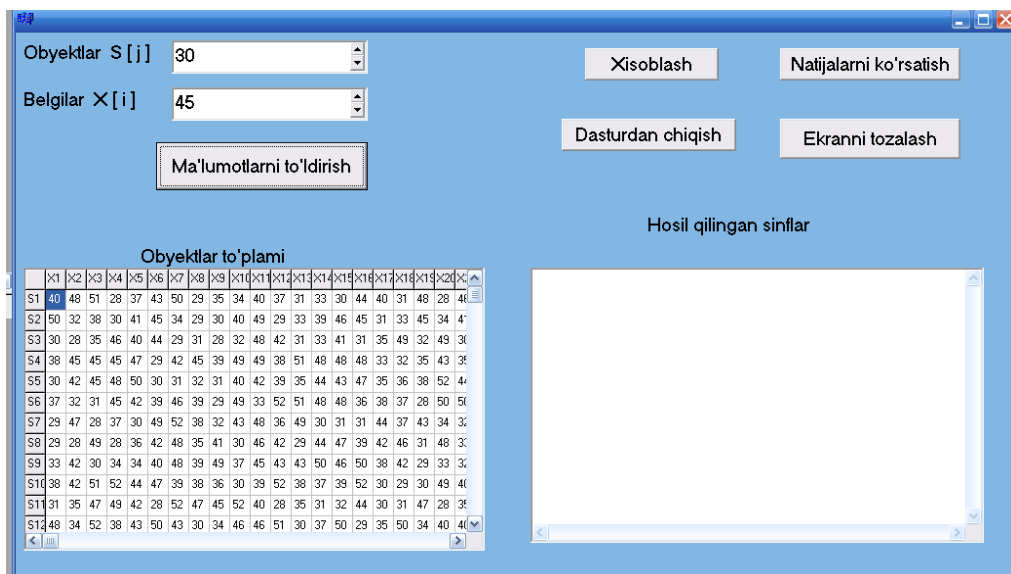 Obyektlar S [ j ] 30
Xisoblash Natijalarni ko'rsatish
Belgilar X [ i ] 45
Dasturdan chiqish Ekranni tozalash
Ma'lumotlarni to'ldirish
Hosil qilingan sinflar
Obyektlar to'plami
X1 X2 X3 X4 X5 X6 X7 X8 X9 X10 X11 X12 X13 X14 X15 X16 X17 X18 X19 X20
S1 40 48 51 28 37 43 50 29 35 34 40 37 31 33 30 44 40 31 48 28
S2 50 32 38 30 41 45 34 29 30 40 49 29 33 39 46 45 31 33 45 34
S3 30 28 35 46 40 44 29 31 28 32 48 42 31 33 41 31 35 49 32 49
S4 38 45 45 45 47 29 42 45 39 49 49 38 51 48 48 48 33 32 35 43
S5 30 42 45 48 50 30 31 32 31 40 42 39 35 44 43 47 35 36 38 52
S6 37 32 31 45 42 39 46 39 29 49 33 52 51 48 48 36 38 37 28 50
S7 29 47 28 37 30 49 52 38 32 43 48 36 49 30 31 31 44 37 43 34
S8 29 28 49 28 36 42 48 35 41 30 46 42 29 44 47 39 42 46 31 48
S9 33 42 30 34 34 40 48 39 49 37 45 43 43 50 46 50 38 42 29 33
S10 38 42 51 52 44 47 39 38 36 30 39 52 38 37 39 52 30 29 30 49
S11 31 35 47 49 42 28 52 47 45 52 40 28 35 31 32 44 30 31 47 28
S12 48 34 52 38 43 50 43 30 34 46 46 51 30 37 50 29 35 50 34 40